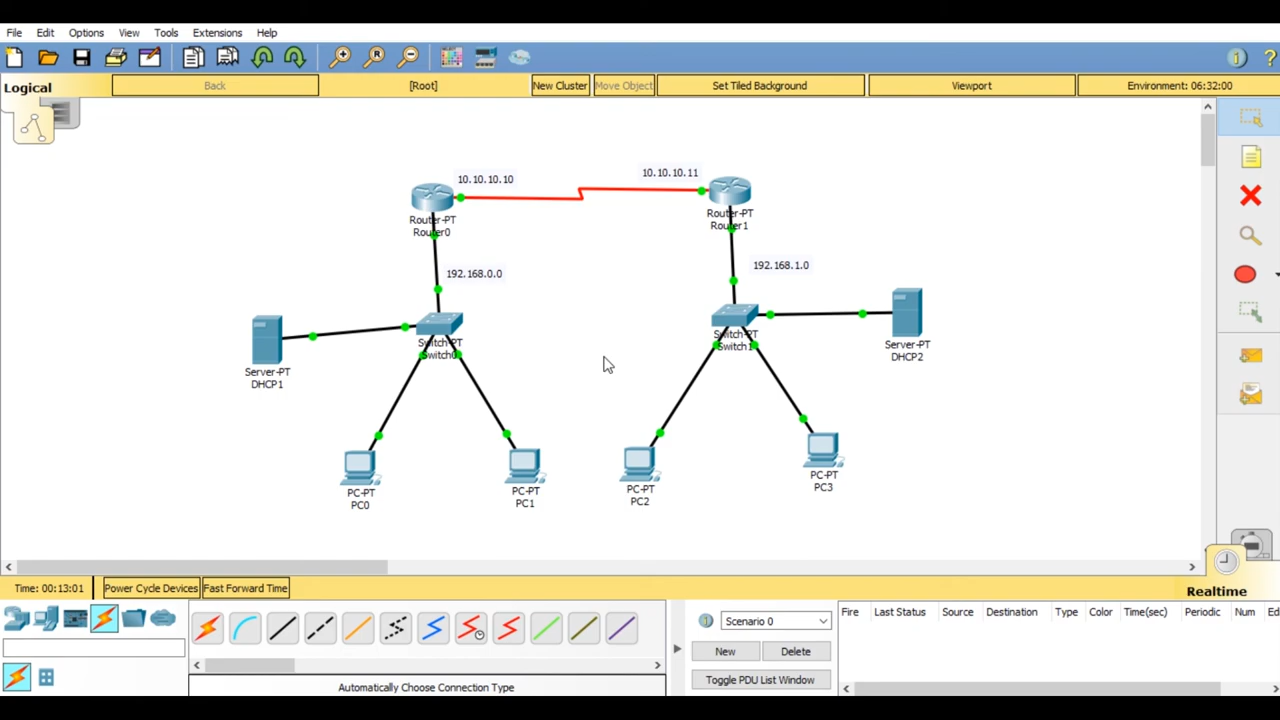 File Edit Options View Tools Extensions Help
Logical
Back
[Root]
New Cluster
Move Object
Set Tiled Background
Viewport
Environment: 06:32:00
10.10.10.10
10.10.10.11
Router-PT
Router0
Router-PT
Router1
192.168.0.0
192.168.1.0
Server-PT
DHCP1
Switch-PT
Switch0
Switch-PT
Switch1
Server-PT
DHCP2
PC-PT
PC0
PC-PT
PC1
PC-PT
PC2
PC-PT
PC3
Time: 00:13:01
Power Cycle Devices
Fast Forward Time
Realtime
Scenario 0
New
Delete
Toggle PDU List Window
Fire Last Status Source Destination Type Color Time(sec) Periodic Num Ed
Automatically Choose Connection Type